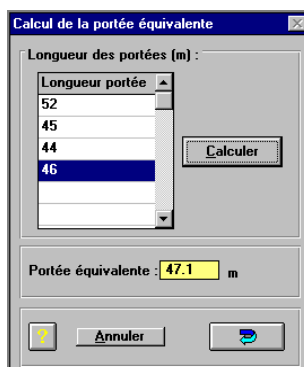 Calcul de la portée équivalente
Longueur des portées (m) :
Longueur portée
52
45
44
46
Calculer
Portée équivalente : 47.1 m
? Annuler